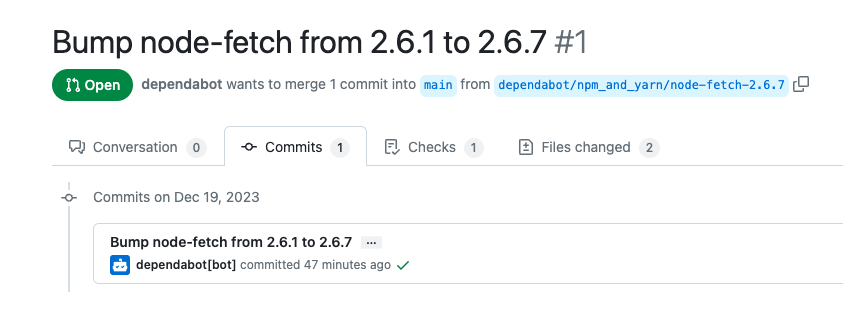 Bump node-fetch from 2.6.1 to 2.6.7 #1
Open dependabot wants to merge 1 commit into main from dependabot/npm_and_yarn/node-fetch-2.6.7
Conversation 0 Commits 1 Checks 1 Files changed 2
Commits on Dec 19, 2023
Bump node-fetch from 2.6.1 to 2.6.7 ...
dependabot[bot] committed 47 minutes ago